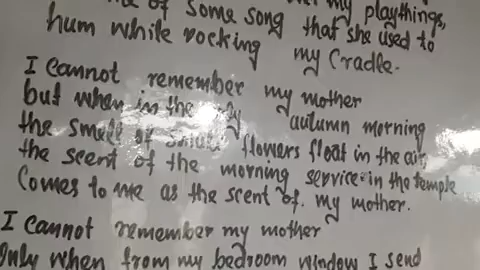 of some song that she used to
my playthings,
hum while rocking my Cradle.
I cannot remember my mother
but when in the autumn morning
the smell of flowers float in the air,
the scent of the morning service in the temple
Comes to me as the scent of my mother.
I cannot remember my mother
Only when from my bedroom window I send